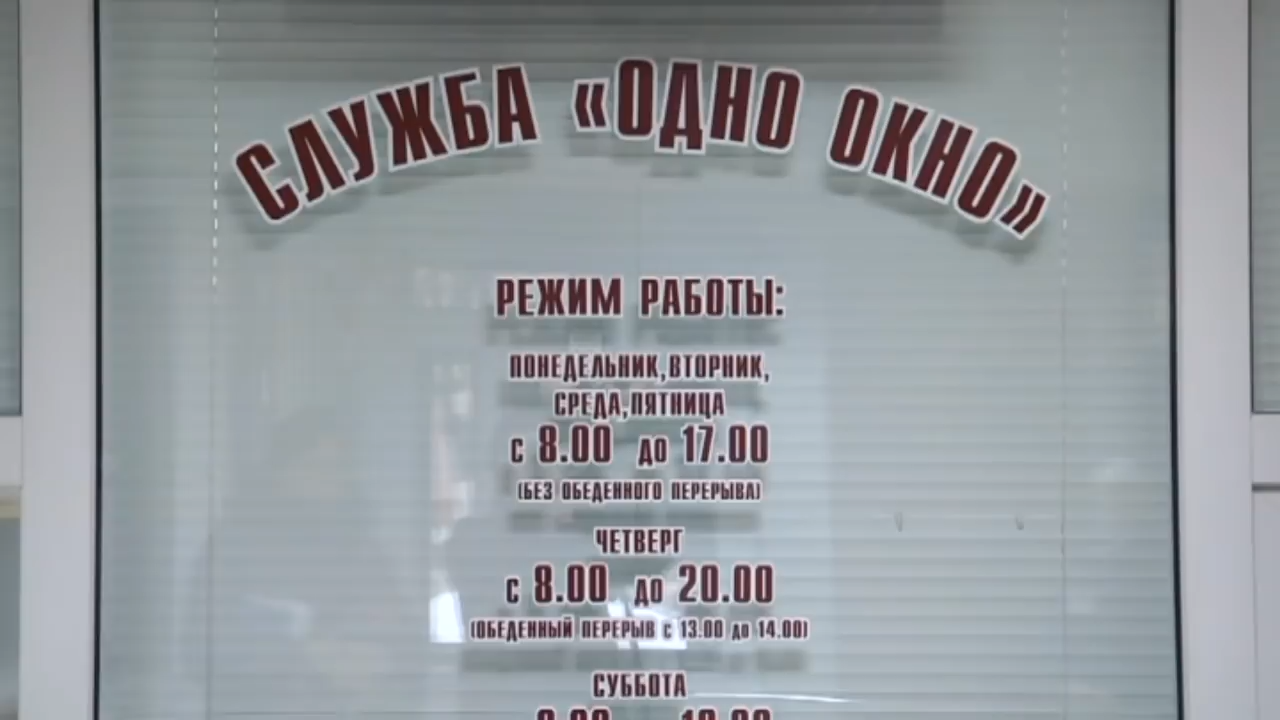 СЛУЖБА «ОДНО ОКНО»
РЕЖИМ РАБОТЫ:
ПОНЕДЕЛЬНИК,ВТОРНИК,
СРЕДА,ПЯТНИЦА
с 8.00 до 17.00
(БЕЗ ОБЕДЕННОГО ПЕРЕРЫВА)
ЧЕТВЕРГ
с 8.00 до 20.00
(ОБЕДЕННЫЙ ПЕРЕРЫВ с 13.00 до 14.00)
СУББОТА